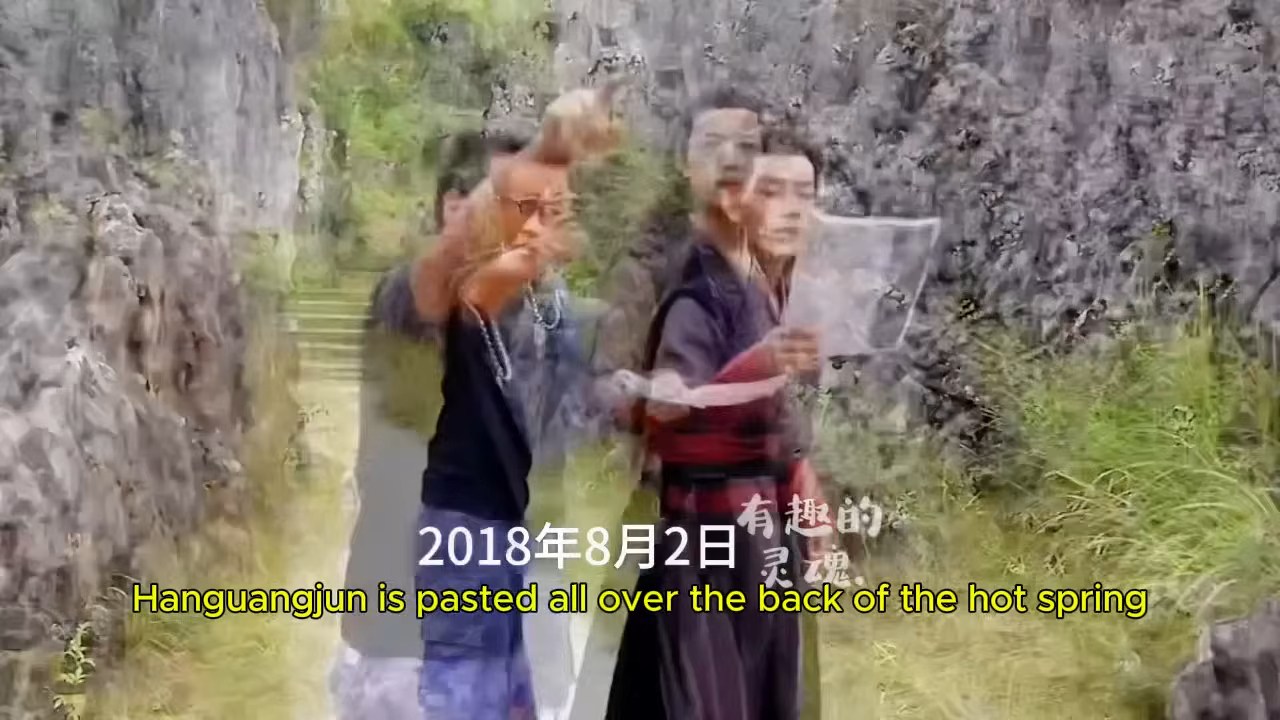 2018年8月2日
有趣的
灵魂.
Hanguangjun is pasted all over the back of the hot spring